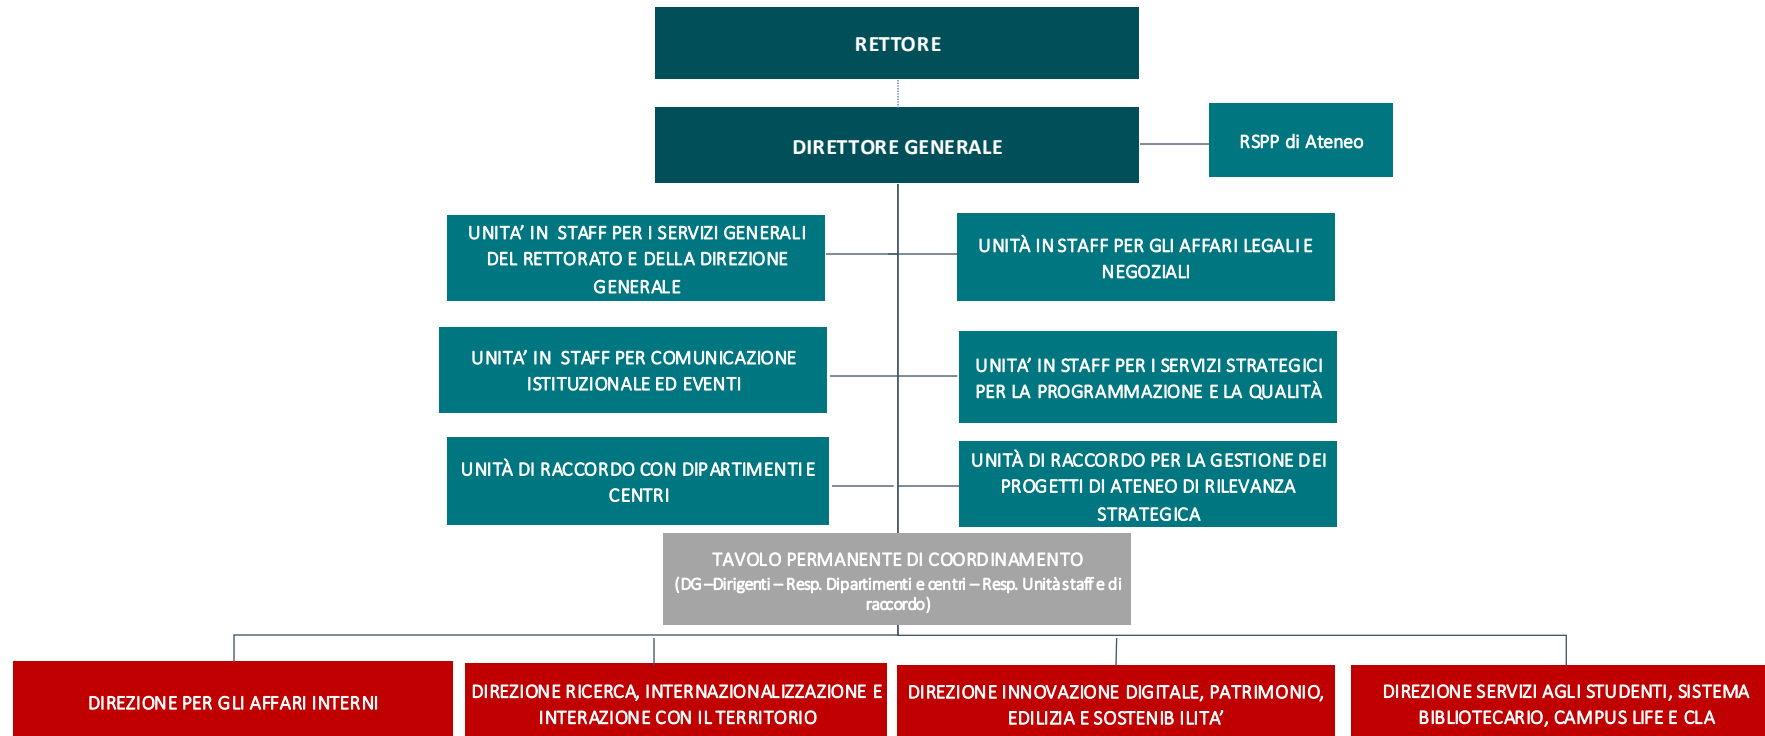 RETTORE
DIRETTORE GENERALE
RSPP di Ateneo
UNITA’ IN STAFF PER I SERVIZI GENERALI
DEL RETTORATO E DELLA DIREZIONE
GENERALE
UNITÀ IN STAFF PER GLI AFFARI LEGALI E
NEGOZIALI
UNITA’ IN STAFF PER COMUNICAZIONE
ISTITUZIONALE ED EVENTI
UNITA’ IN STAFF PER I SERVIZI STRATEGICI
PER LA PROGRAMMAZIONE E LA QUALITÀ
UNITÀ DI RACCORDO CON DIPARTIMENTI E
CENTRI
UNITÀ DI RACCORDO PER LA GESTIONE DEI
PROGETTI DI ATENEO DI RILEVANZA
STRATEGICA
TAVOLO PERMANENTE DI COORDINAMENTO
(DG –Dirigenti – Resp. Dipartimenti e centri – Resp. Unità staff e di
raccordo)
DIREZIONE PER GLI AFFARI INTERNI
DIREZIONE RICERCA, INTERNAZIONALIZZAZIONE E
INTERAZIONE CON IL TERRITORIO
DIREZIONE INNOVAZIONE DIGITALE, PATRIMONIO,
EDILIZIA E SOSTENIB ILITA’
DIREZIONE SERVIZI AGLI STUDENTI, SISTEMA
BIBLIOTECARIO, CAMPUS LIFE E CLA